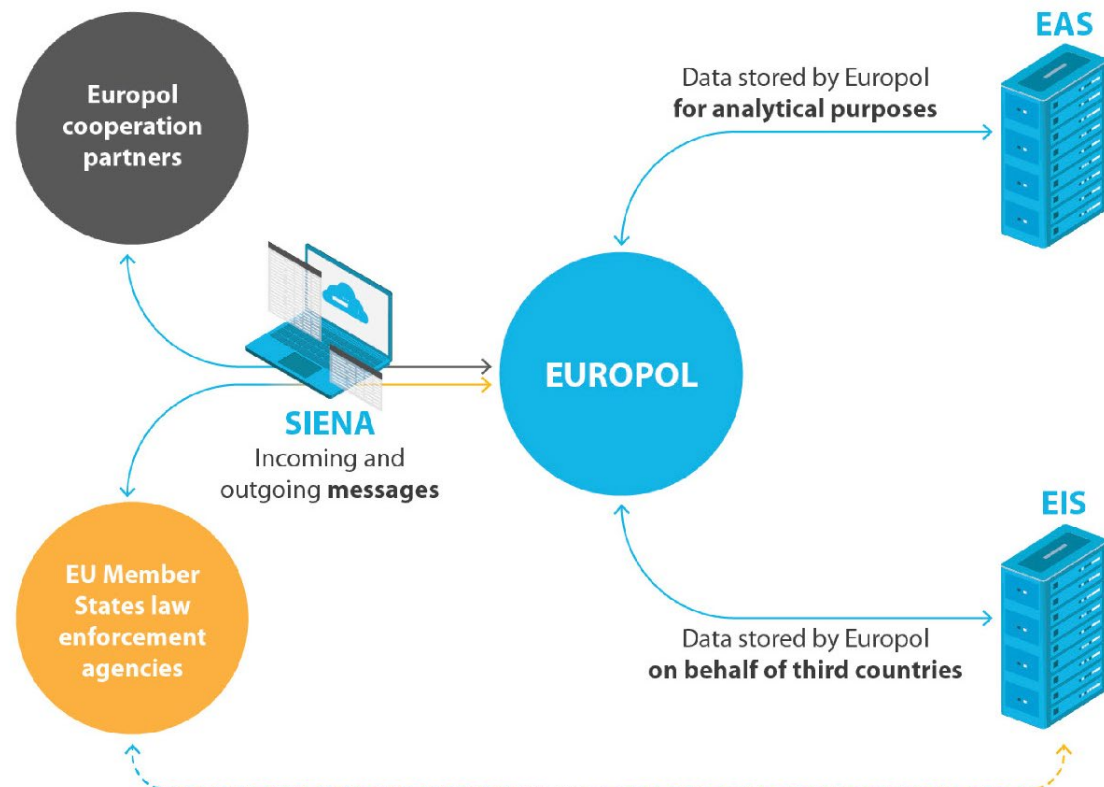 Europol
cooperation
partners
EAS
Data stored by Europol
for analytical purposes
SIENA
Incoming and
outgoing messages
EUROPOL
EU Member
States law
enforcement
agencies
EIS
Data stored by Europol
on behalf of third countries